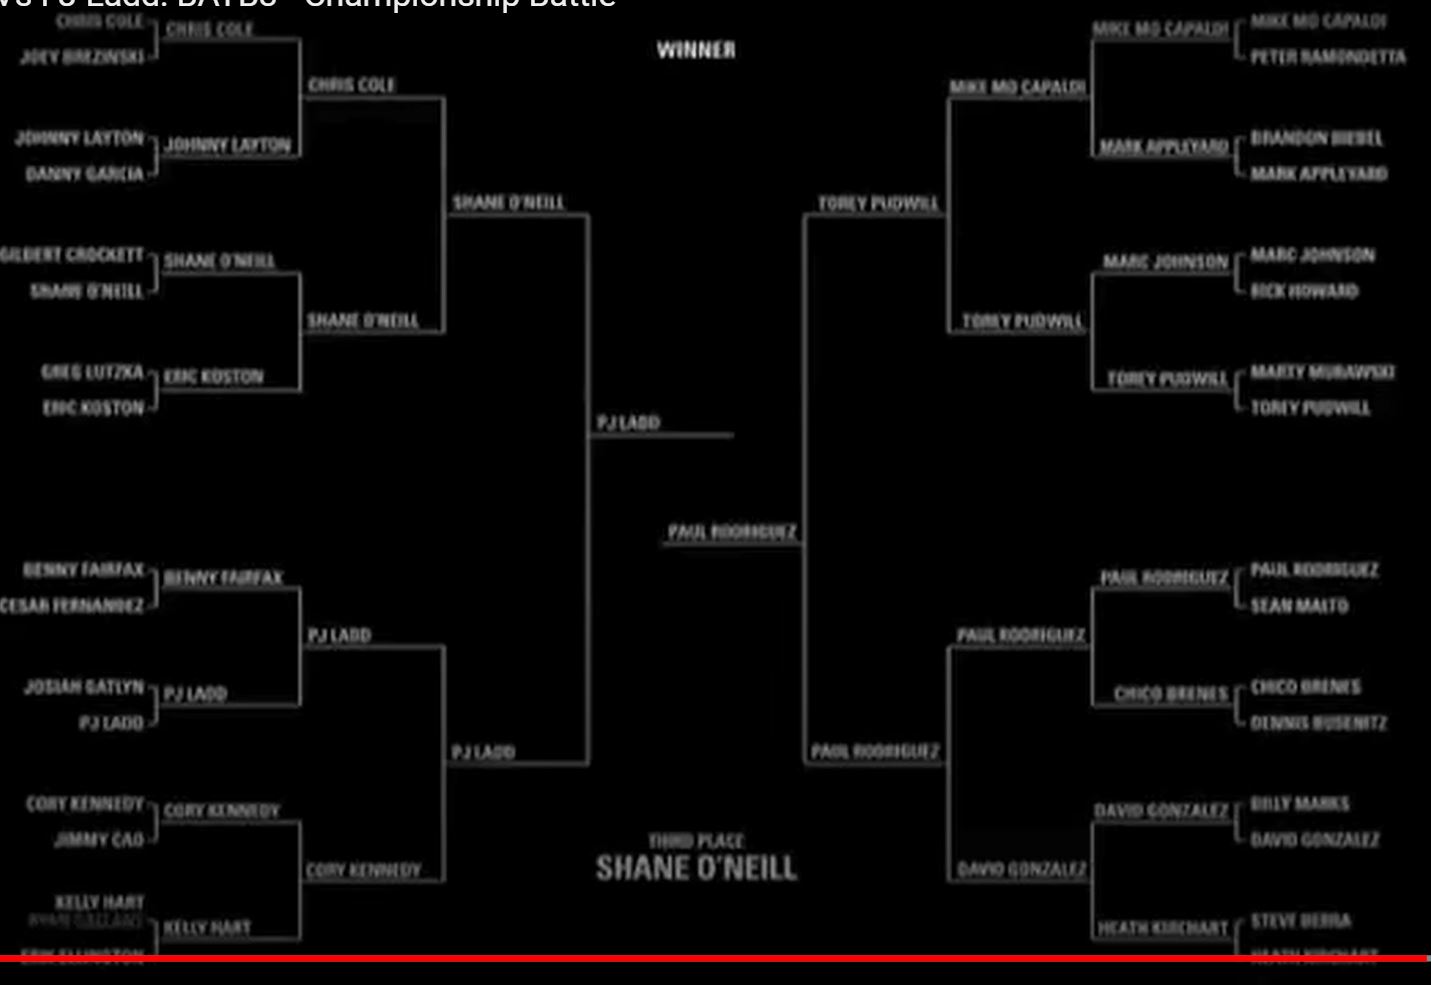 vs PJ Ladd: BATB3 - Championship Battle
WINNER
CHRIS COLE
JOEY BREZINSKI
JOHNNY LAYTON
DANNY GARCIA
GILBERT CROCKETT
SHANE O'NEILL
GREG LUTZKA
ERIC KOSTON
BENNY FAIRFAX
CESAR FERNANDEZ
JOSIAH GATLYN
PJ LADD
CORY KENNEDY
JIMMY CAO
KELLY HART
ERIK ELLINGTON
CHRIS COLE
JOHNNY LAYTON
SHANE O'NEILL
ERIC KOSTON
BENNY FAIRFAX
PJ LADD
CORY KENNEDY
KELLY HART
CHRIS COLE
SHANE O'NEILL
PJ LADD
CORY KENNEDY
SHANE O'NEILL
PJ LADD
PJ LADD
PAUL RODRIGUEZ
THIRD PLACE
SHANE O'NEILL
TOREY PUDWILL
PAUL RODRIGUEZ
MIKE MO CAPALDI
TOREY PUDWILL
PAUL RODRIGUEZ
DAVID GONZALEZ
MIKE MO CAPALDI
MARK APPLEYARD
MARC JOHNSON
TOREY PUDWILL
PAUL RODRIGUEZ
CHICO BRENES
DAVID GONZALEZ
HEATH KIRCHART
MIKE MO CAPALDI
PETER RAMONDETTA
BRANDON BIEBEL
MARK APPLEYARD
MARC JOHNSON
RICK HOWARD
MARTY MURAWSKI
TOREY PUDWILL
PAUL RODRIGUEZ
SEAN MALTO
CHICO BRENES
DENNIS BUSENITZ
BILLY MARKS
DAVID GONZALEZ
STEVE BERRA
HEATH KIRCHART